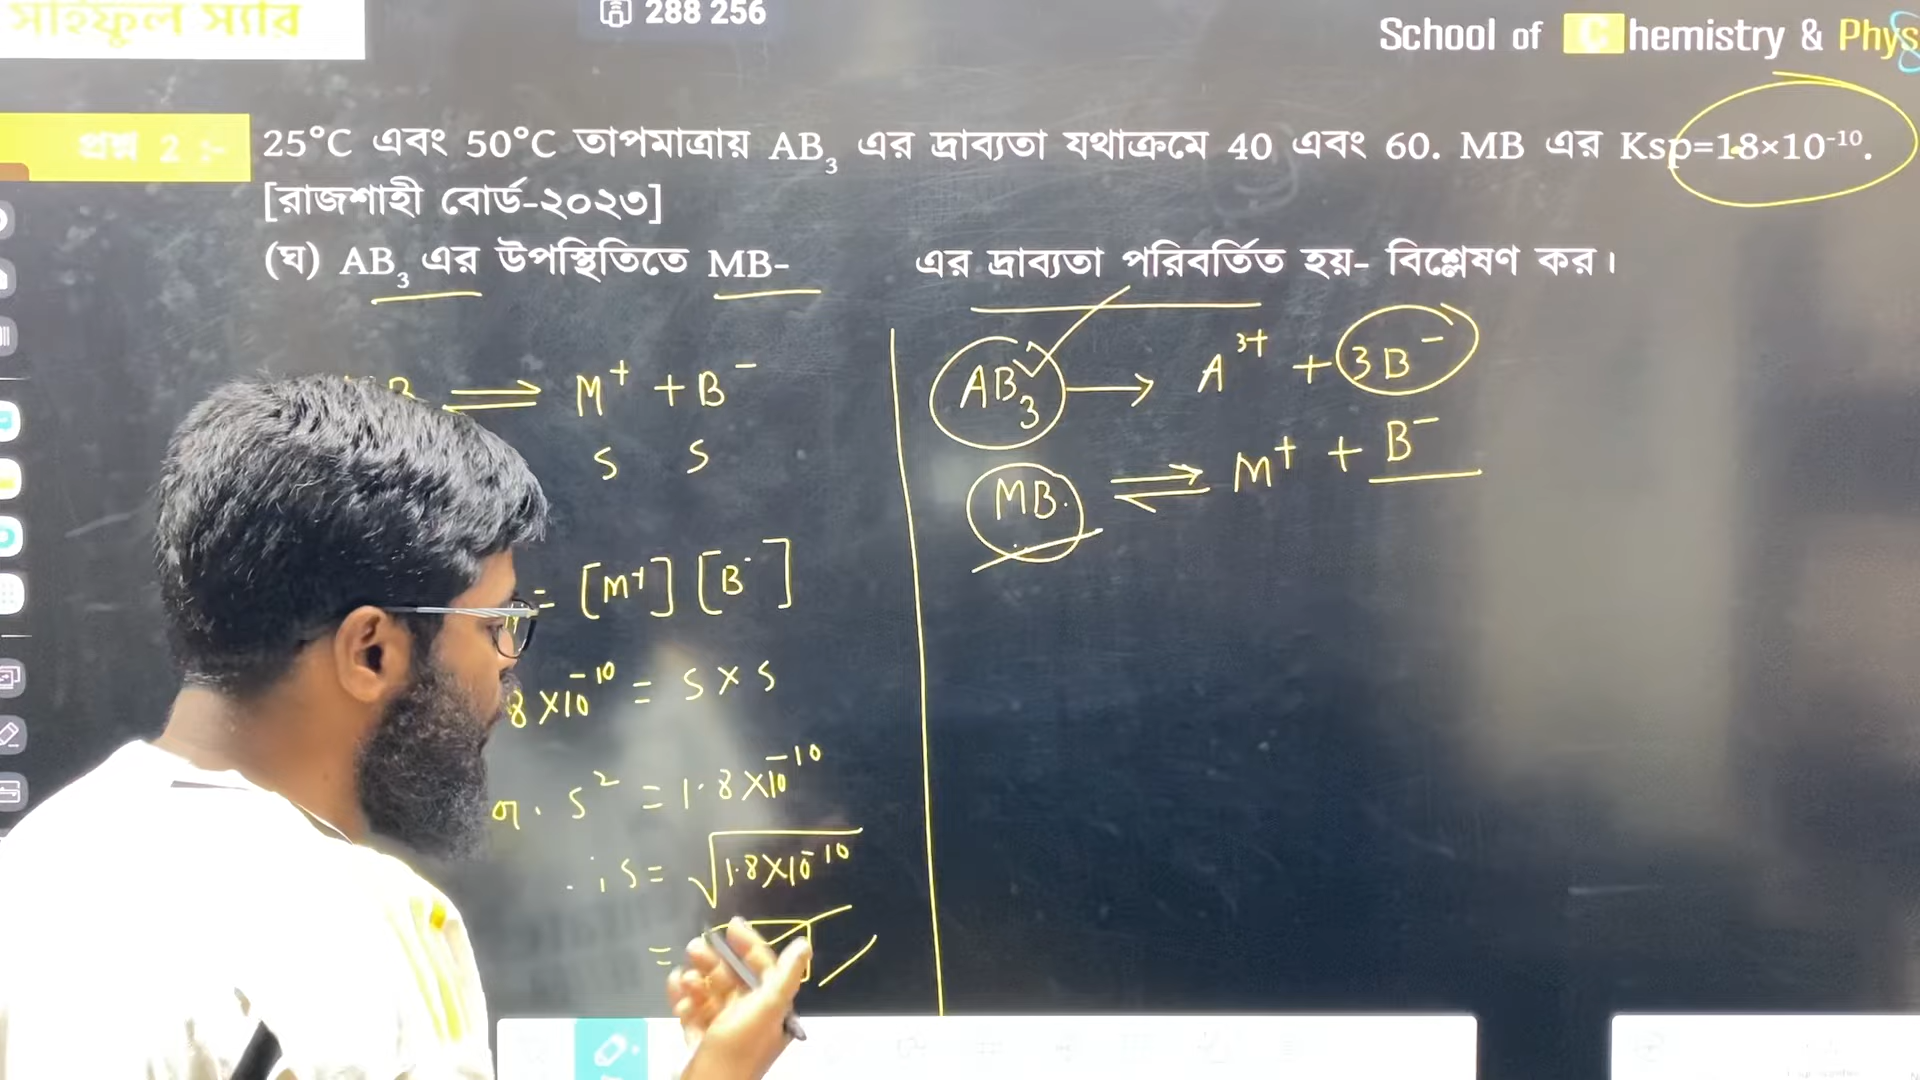 সাইফুল স্যার
288 256
School of Chemistry & Phys
প্রশ্ন 2 :- 25°C এবং 50°C তাপমাত্রায় AB₃ এর দ্রাব্যতা যথাক্রমে 40 এবং 60. MB এর Ksp=1.8×10⁻¹⁰.
[রাজশাহী বোর্ড-২০২৩]
(ঘ) AB₃ এর উপস্থিতিতে MB- এর দ্রাব্যতা পরিবর্তিত হয়- বিশ্লেষণ কর।
B ⇌ M⁺ + B⁻
S S
= [M⁺] [B⁻]
8×10⁻¹⁰ = S × S
বা, S² = 1.8×10⁻¹⁰
∴ S = √1.8×10⁻¹⁰
=
AB₃ → A³⁺ + 3B⁻
MB ⇌ M⁺ + B⁻